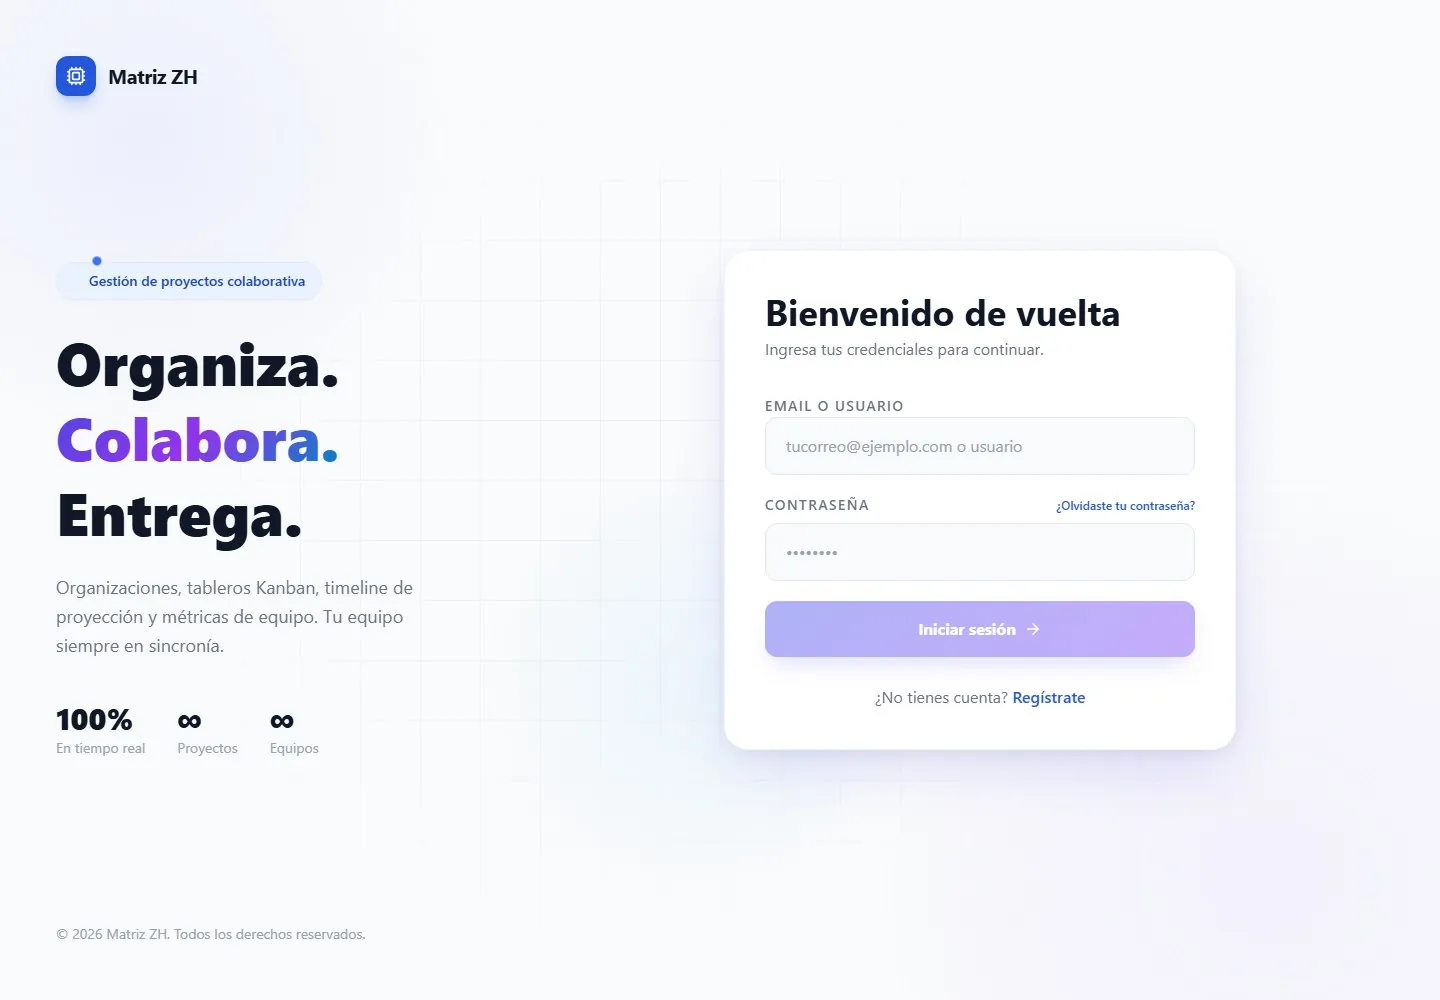 Matriz ZH
Gestión de proyectos colaborativa
Organiza.
Colabora.
Entrega.
Organizaciones, tableros Kanban, timeline de
proyección y métricas de equipo. Tu equipo
siempre en sincronía.
100%
En tiempo real
∞
Proyectos
∞
Equipos
© 2026 Matriz ZH. Todos los derechos reservados.
Bienvenido de vuelta
Ingresa tus credenciales para continuar.
EMAIL O USUARIO
tucorreo@ejemplo.com o usuario
CONTRASEÑA
¿Olvidaste tu contraseña?
••••••••
Iniciar sesión →
¿No tienes cuenta? Regístrate